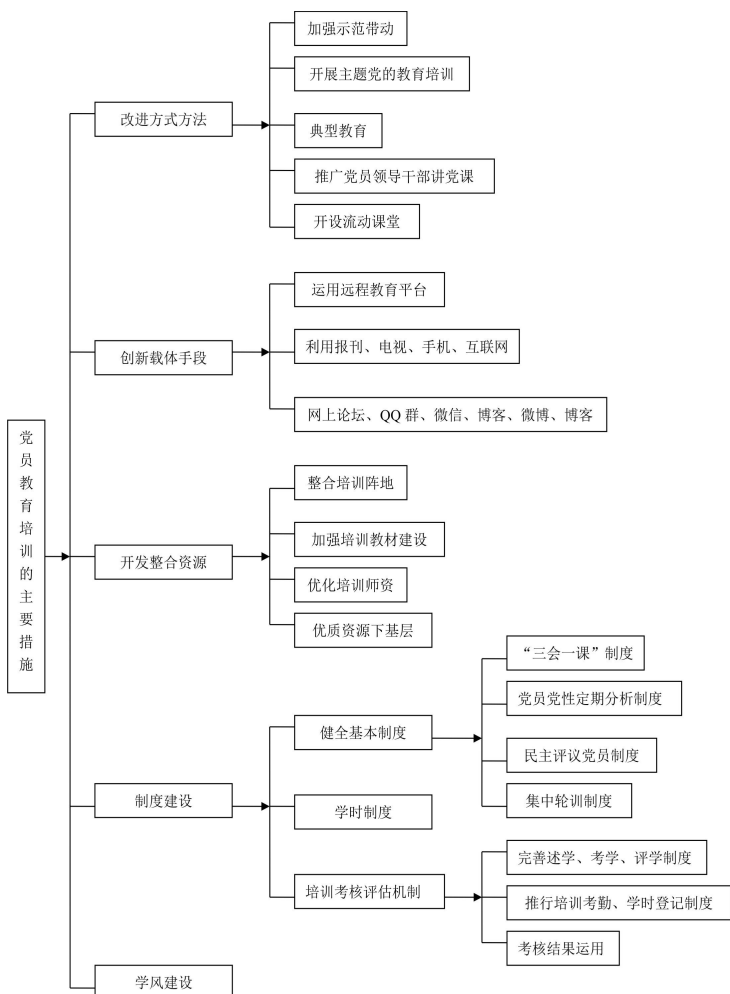 党员教育培训的主要措施
改进方式方法
加强示范带动
开展主题党的教育培训
典型教育
推广党员领导干部讲党课
开设流动课堂
创新载体手段
运用远程教育平台
利用报刊、电视、手机、互联网
网上论坛、QQ 群、微信、博客、微博、博客
开发整合资源
整合培训阵地
加强培训教材建设
优化培训师资
优质资源下基层
制度建设
健全基本制度
“三会一课”制度
党员党性定期分析制度
民主评议党员制度
集中轮训制度
学时制度
培训考核评估机制
完善述学、考学、评学制度
推行培训考勤、学时登记制度
考核结果运用
学风建设